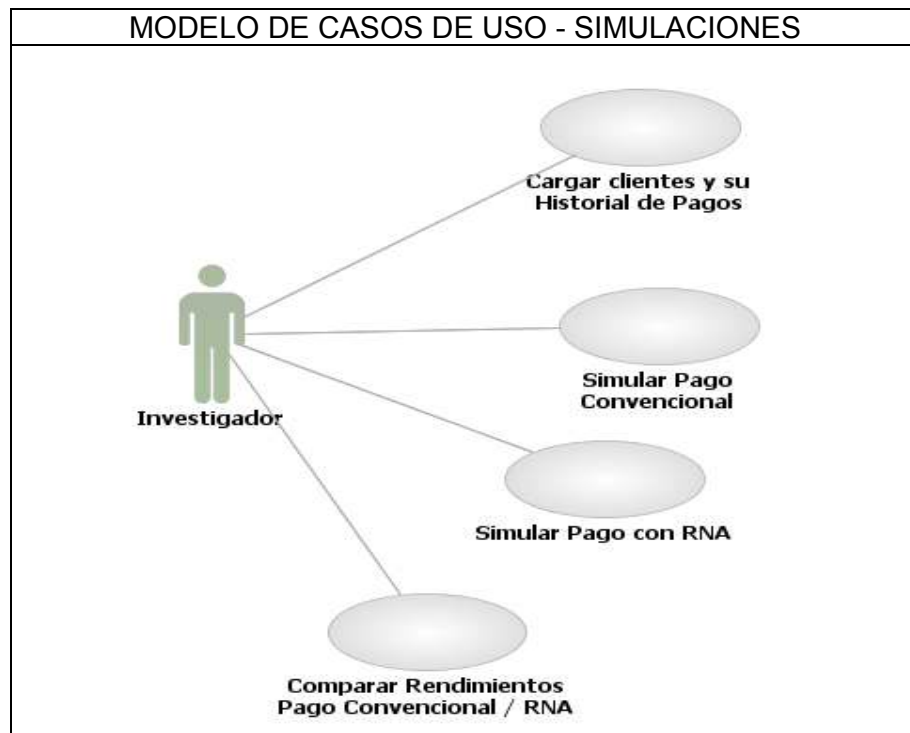 MODELO DE CASOS DE USO - SIMULACIONES
Cargar clientes y su
Historial de Pagos
Investigador
Simular Pago
Convencional
Simular Pago con RNA
Comparar Rendimientos
Pago Convencional / RNA